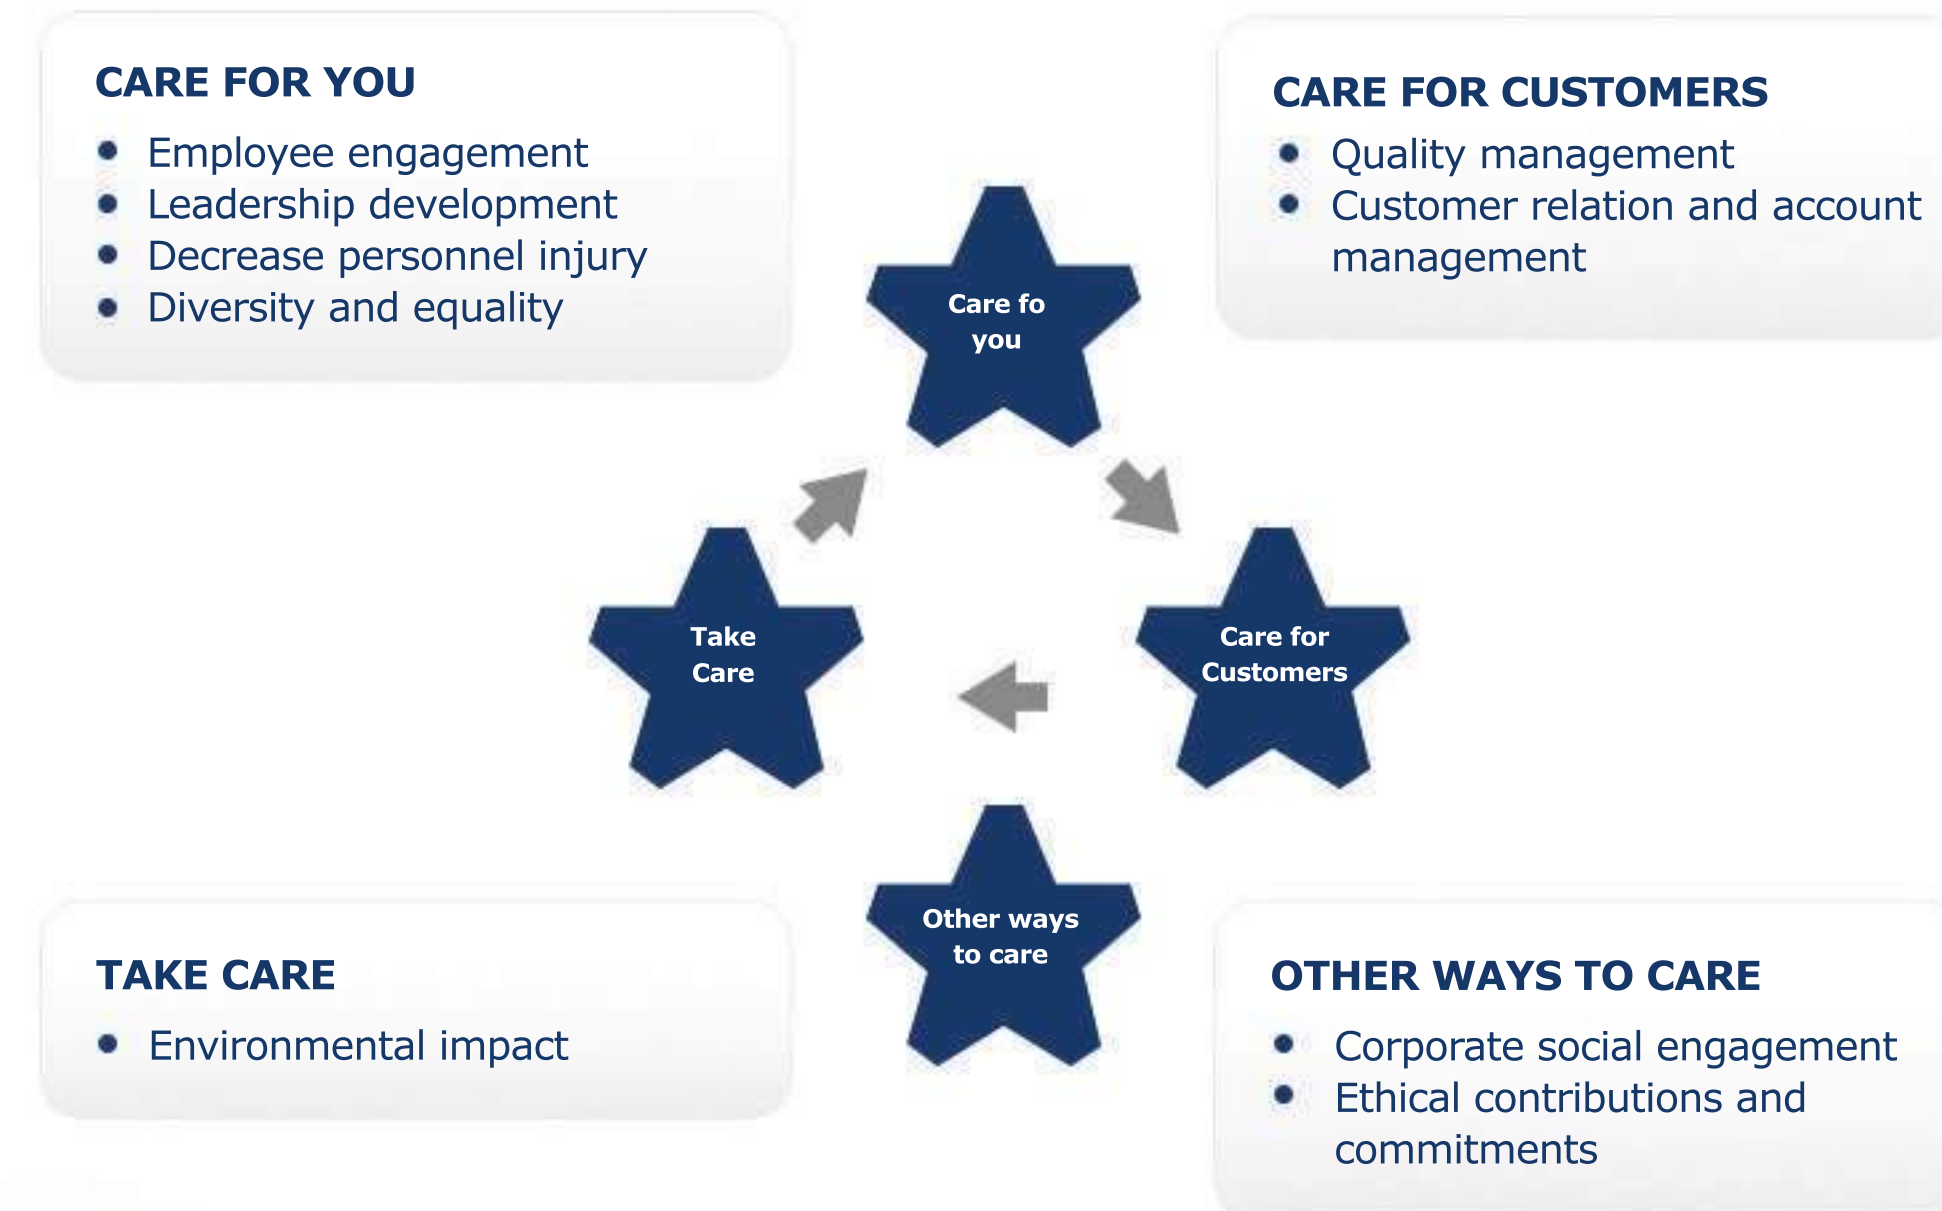 CARE FOR YOU
Employee engagement
Leadership development
Decrease personnel injury
Diversity and equality
CARE FOR CUSTOMERS
Quality management
Customer relation and account
management
Care fo
you
Take
Care
Care for
Customers
Other ways
to care
TAKE CARE
Environmental impact
OTHER WAYS TO CARE
Corporate social engagement
Ethical contributions and
commitments